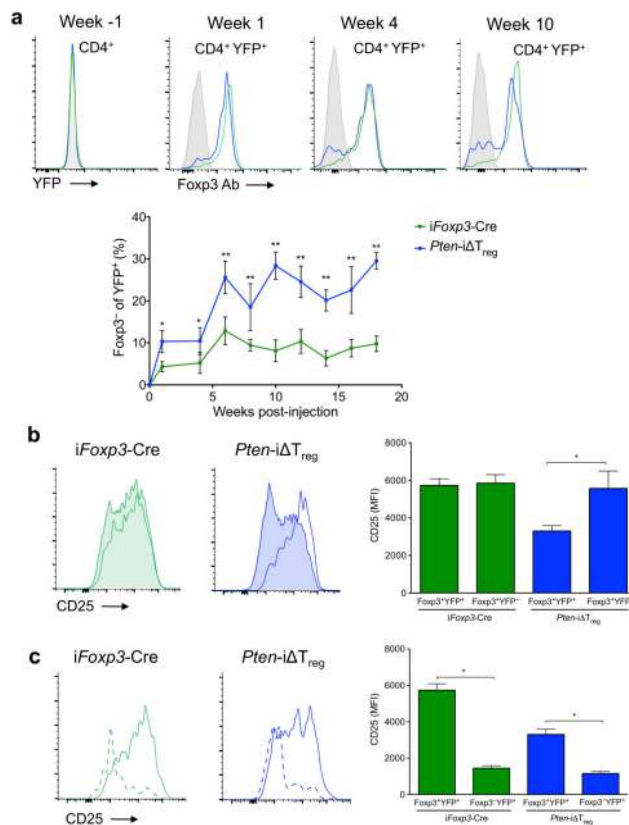 a
Week -1
Week 1
Week 4
Week 10
CD4⁺
CD4⁺ YFP⁺
CD4⁺ YFP⁺
CD4⁺ YFP⁺
YFP
Foxp3 Ab
iFoxp3-Cre
Pten-iΔTreg
Foxp3⁻ of YFP⁺ (%)
40
30
20
10
0
* * ** ** ** ** ** ** **
0 5 10 15 20
Weeks post-injection
b
iFoxp3-Cre
Pten-iΔTreg
CD25
CD25 (MFI)
8000
6000
4000
2000
0
*
Foxp3⁺YFP⁺ Foxp3⁺YFP⁻ Foxp3⁺YFP⁺ Foxp3⁺YFP
iFoxp3-Cre
Pten-iΔTreg
c
iFoxp3-Cre
Pten-iΔTreg
CD25
CD25 (MFI)
8000
6000
4000
2000
0
* *
Foxp3⁺YFP⁺ Foxp3⁻YFP⁺ Foxp3⁺YFP⁺ Foxp3⁻YFP⁺
iFoxp3-Cre
Pten-iΔTreg